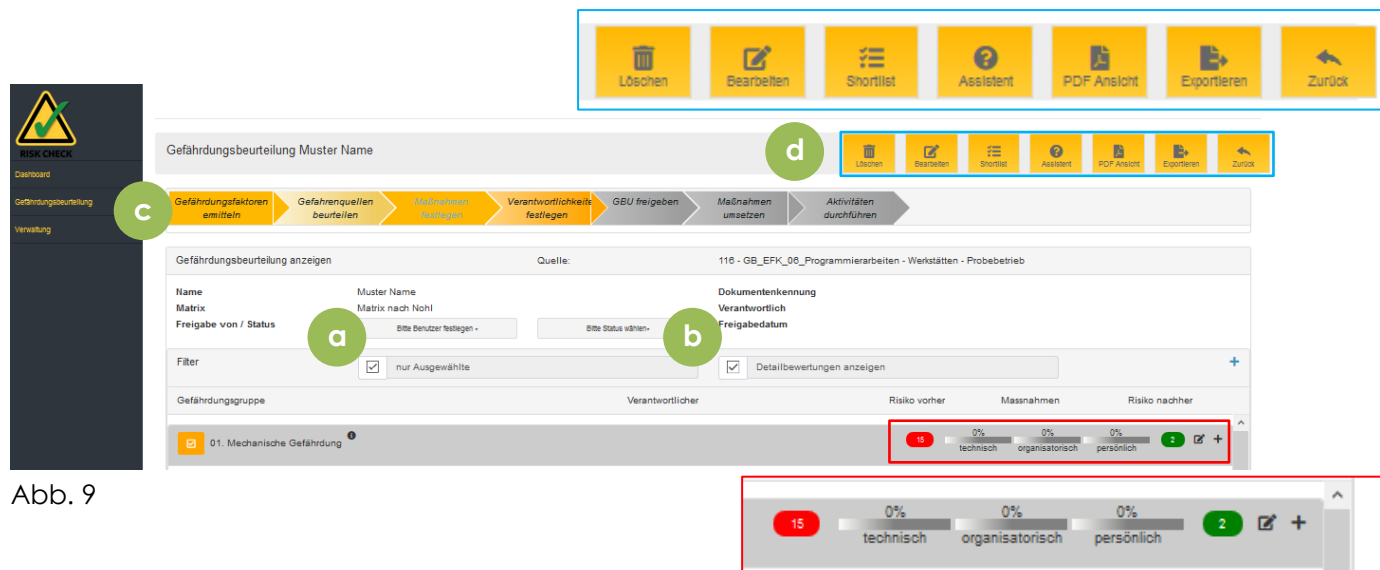 Löschen Bearbeiten Shortlist Assistent PDF Ansicht Exportieren Zurück
RISK CHECK
Dashboard
Gefährdungsbeurteilung
Verwaltung
Gefährdungsbeurteilung Muster Name
d
Löschen Bearbeiten Shortlist Assistent PDF Ansicht Exportieren Zurück
c
Gefährdungsfaktoren Gefahrenquellen Maßnahmen Verantwortlichkeite GBU freigeben Maßnahmen Aktivitäten
ermitteln beurteilen festlegen festlegen umsetzen durchführen
Gefährdungsbeurteilung anzeigen Quelle: 116 - GB_EFK_06_Programmierarbeiten - Werkstätten - Probebetrieb
Name Muster Name Dokumentenkennung
Matrix Matrix nach Nohl Verantwortlich
Freigabe von / Status Bitte Benutzer festlegen Bitte Status wählen Freigabedatum
a
b
Filter nur Ausgewählte Detailbewertungen anzeigen +
Gefährdungsgruppe Verantwortlicher Risiko vorher Massnahmen Risiko nachher
01. Mechanische Gefährdung 15 0% 0% 0% 2 +
technisch organisatorisch persönlich
Abb. 9
15 0% 0% 0% 2 +
technisch organisatorisch persönlich